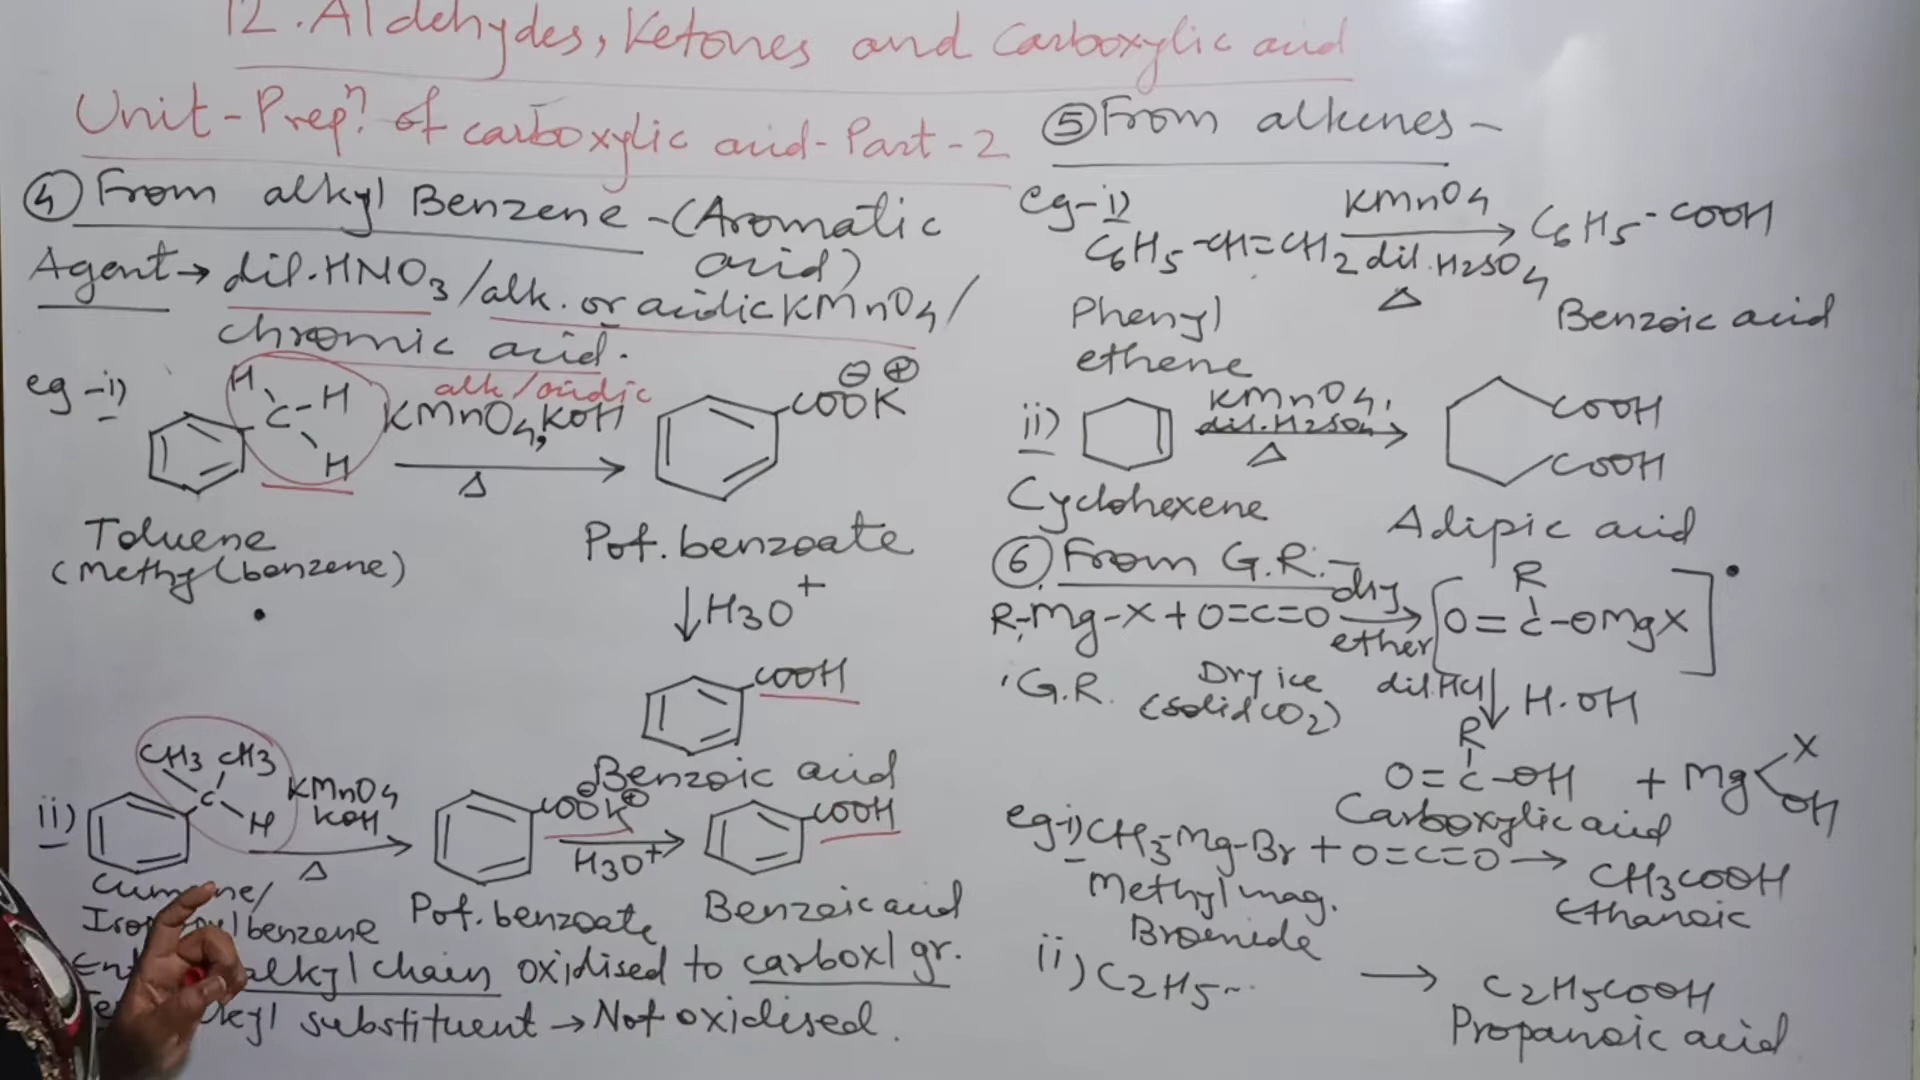 12. Aldehydes, Ketones and Carboxylic acid
Unit-Prepⁿ. of carboxylic acid-Part-2
④ From alkyl Benzene - (Aromatic acid)
Agent → dil.HNO3/alk. or acidic KMnO4/
chromic acid.
eg-i)
H
C-H
H
alk/acidic
KMnO4, KOH
Δ
⊖ ⊕
COOK
Toluene
(Methyl benzene)
Pot. benzoate
↓ H3O+
COOH
Benzoic acid
ii)
CH3 CH3
C
H
KMnO4
KOH
Δ
⊖ ⊕
COOK
H3O+
COOH
Cumene/
benzene
Pot. benzoate
Benzoic acid
alkyl chain oxidised to carboxl gr.
substituent → Not oxidised.
⑤ From alkenes -
eg-i)
C6H5-CH=CH2
KMnO4
dil.H2SO4
Δ
C6H5-COOH
Phenyl
ethene
Benzoic acid
ii)
KMnO4,
dil.H2SO4
Δ
COOH
COOH
Cyclohexene
Adipic acid
⑥ From G.R.-
R-Mg-X + O=C=O
dry
ether
R
[O=C-OMgX]
G.R.
Dry ice
(solid CO2)
dil.HCl ↓ H.OH
R
O=C-OH + Mg
X
OH
Carboxylic acid
eg-i) CH3-Mg-Br + O=C=O → CH3COOH
Methyl mag.
Bromide
Ethanoic
ii) C2H5-.. → C2H5COOH
Propanoic acid